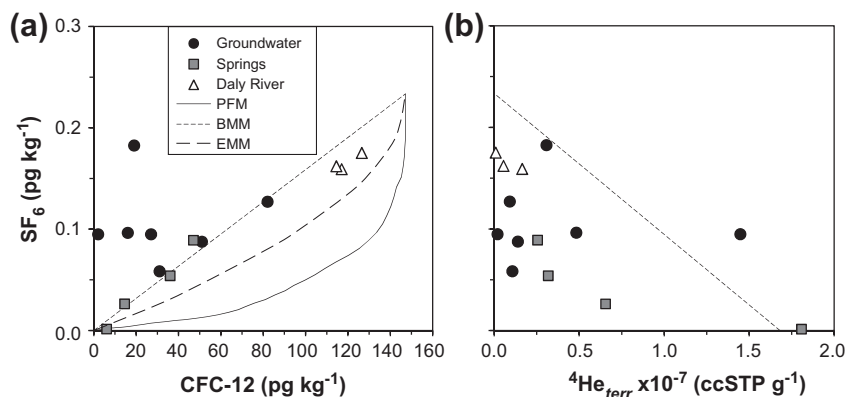 (a)
SF6 (pg kg-1)
0.3
0.2
0.1
0.0
Groundwater
Springs
Daly River
PFM
BMM
EMM
0 20 40 60 80 100 120 140 160
CFC-12 (pg kg-1)
(b)
0.0 0.5 1.0 1.5 2.0
4Heterr x10-7 (ccSTP g-1)